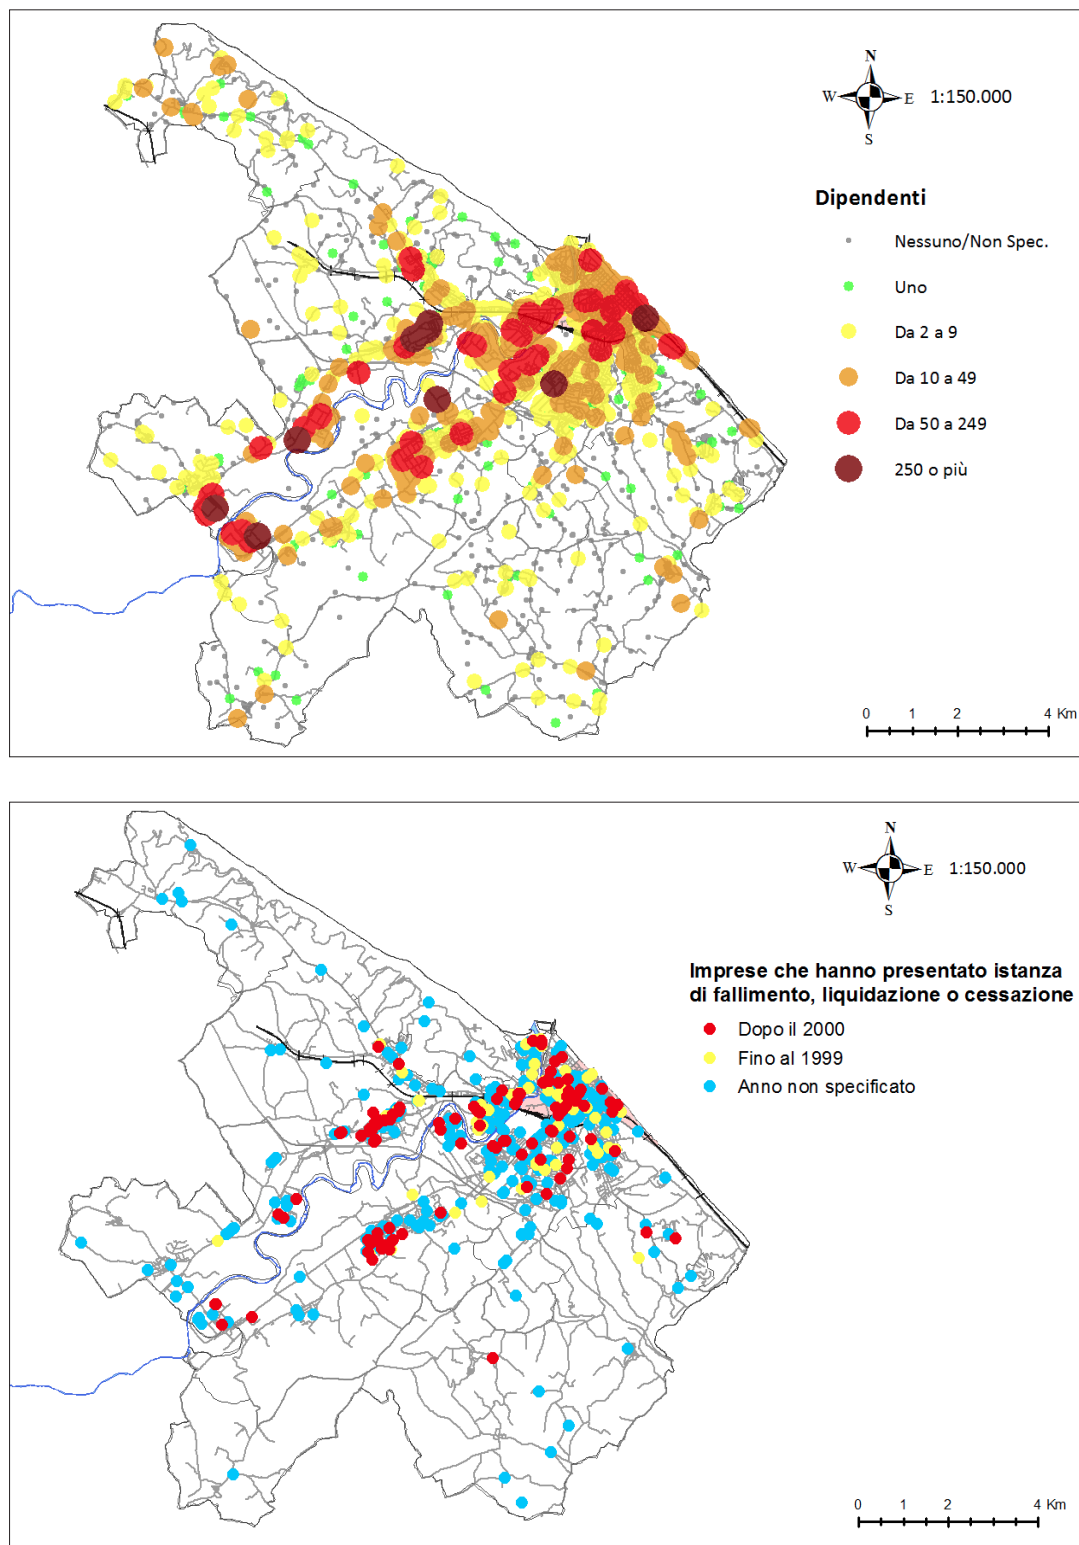 N
W E 1:150.000
S
Dipendenti
Nessuno/Non Spec.
Uno
Da 2 a 9
Da 10 a 49
Da 50 a 249
250 o più
0 1 2 4 Km
N
W E 1:150.000
S
Imprese che hanno presentato istanza
di fallimento, liquidazione o cessazione
Dopo il 2000
Fino al 1999
Anno non specificato
0 1 2 3 4 Km